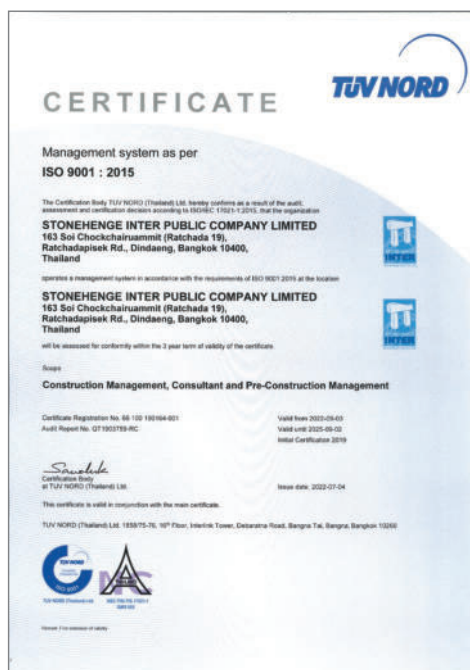 TÜV NORD
CERTIFICATE
Management system as per
ISO 9001 : 2015
The Certification Body TÜV NORD (Thailand) Ltd. hereby confirms as a result of the audit,
assessment and certification decision according to ISO/IEC 17021-1:2015, that the organization
STONEHENGE INTER PUBLIC COMPANY LIMITED
163 Soi Chockchairuammit (Ratchada 19),
Ratchadapisek Rd., Dindaeng, Bangkok 10400,
Thailand
INTER
operates a management system in accordance with the requirements of ISO 9001:2015 at the location
STONEHENGE INTER PUBLIC COMPANY LIMITED
163 Soi Chockchairuammit (Ratchada 19),
Ratchadapisek Rd., Dindaeng, Bangkok 10400,
Thailand
INTER
will be assessed for conformity within the 3 year term of validity of the certificate.
Scope
Construction Management, Consultant and Pre-Construction Management
Certificate Registration No. 66 100 190164-001
Audit Report No.
Valid from 2022-09-03
Valid until 2025-09-02
Initial Certification 2019
Certification Body
at TÜV NORD (Thailand) Ltd.
Issue date: 2022-07-04
This certificate is valid in conjunction with the main certificate.
TÜV NORD (Thailand) Ltd. 1858/75-76, 16th Floor, Interlink Tower, Debaratna Road, Bangna Tai, Bangna, Bangkok 10260
TÜV NORD
ISO 9001
TÜV NORD (Thailand) Ltd.